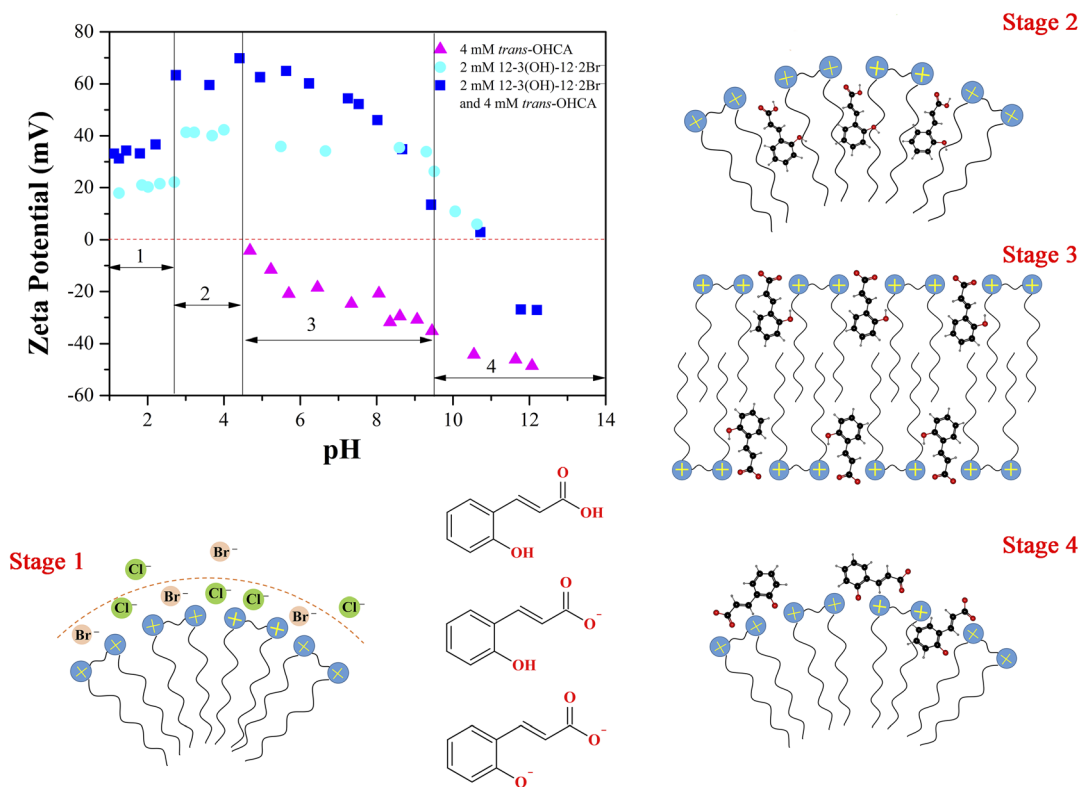 80
60
40
20
0
-20
-40
-60
Zeta Potential (mV)
4 mM trans-OHCA
2 mM 12-3(OH)-12·2Br
2 mM 12-3(OH)-12·2Br
and 4 mM trans-OHCA
1
2
3
4
2
4
6
8
10
12
14
pH
Stage 2
Stage 3
Stage 1
Br⁻
Cl⁻
Cl⁻
Br⁻
Cl⁻
Cl⁻
Br⁻
Cl⁻
Br⁻
O
OH
OH
O
O⁻
OH
O
O⁻
O⁻
Stage 4